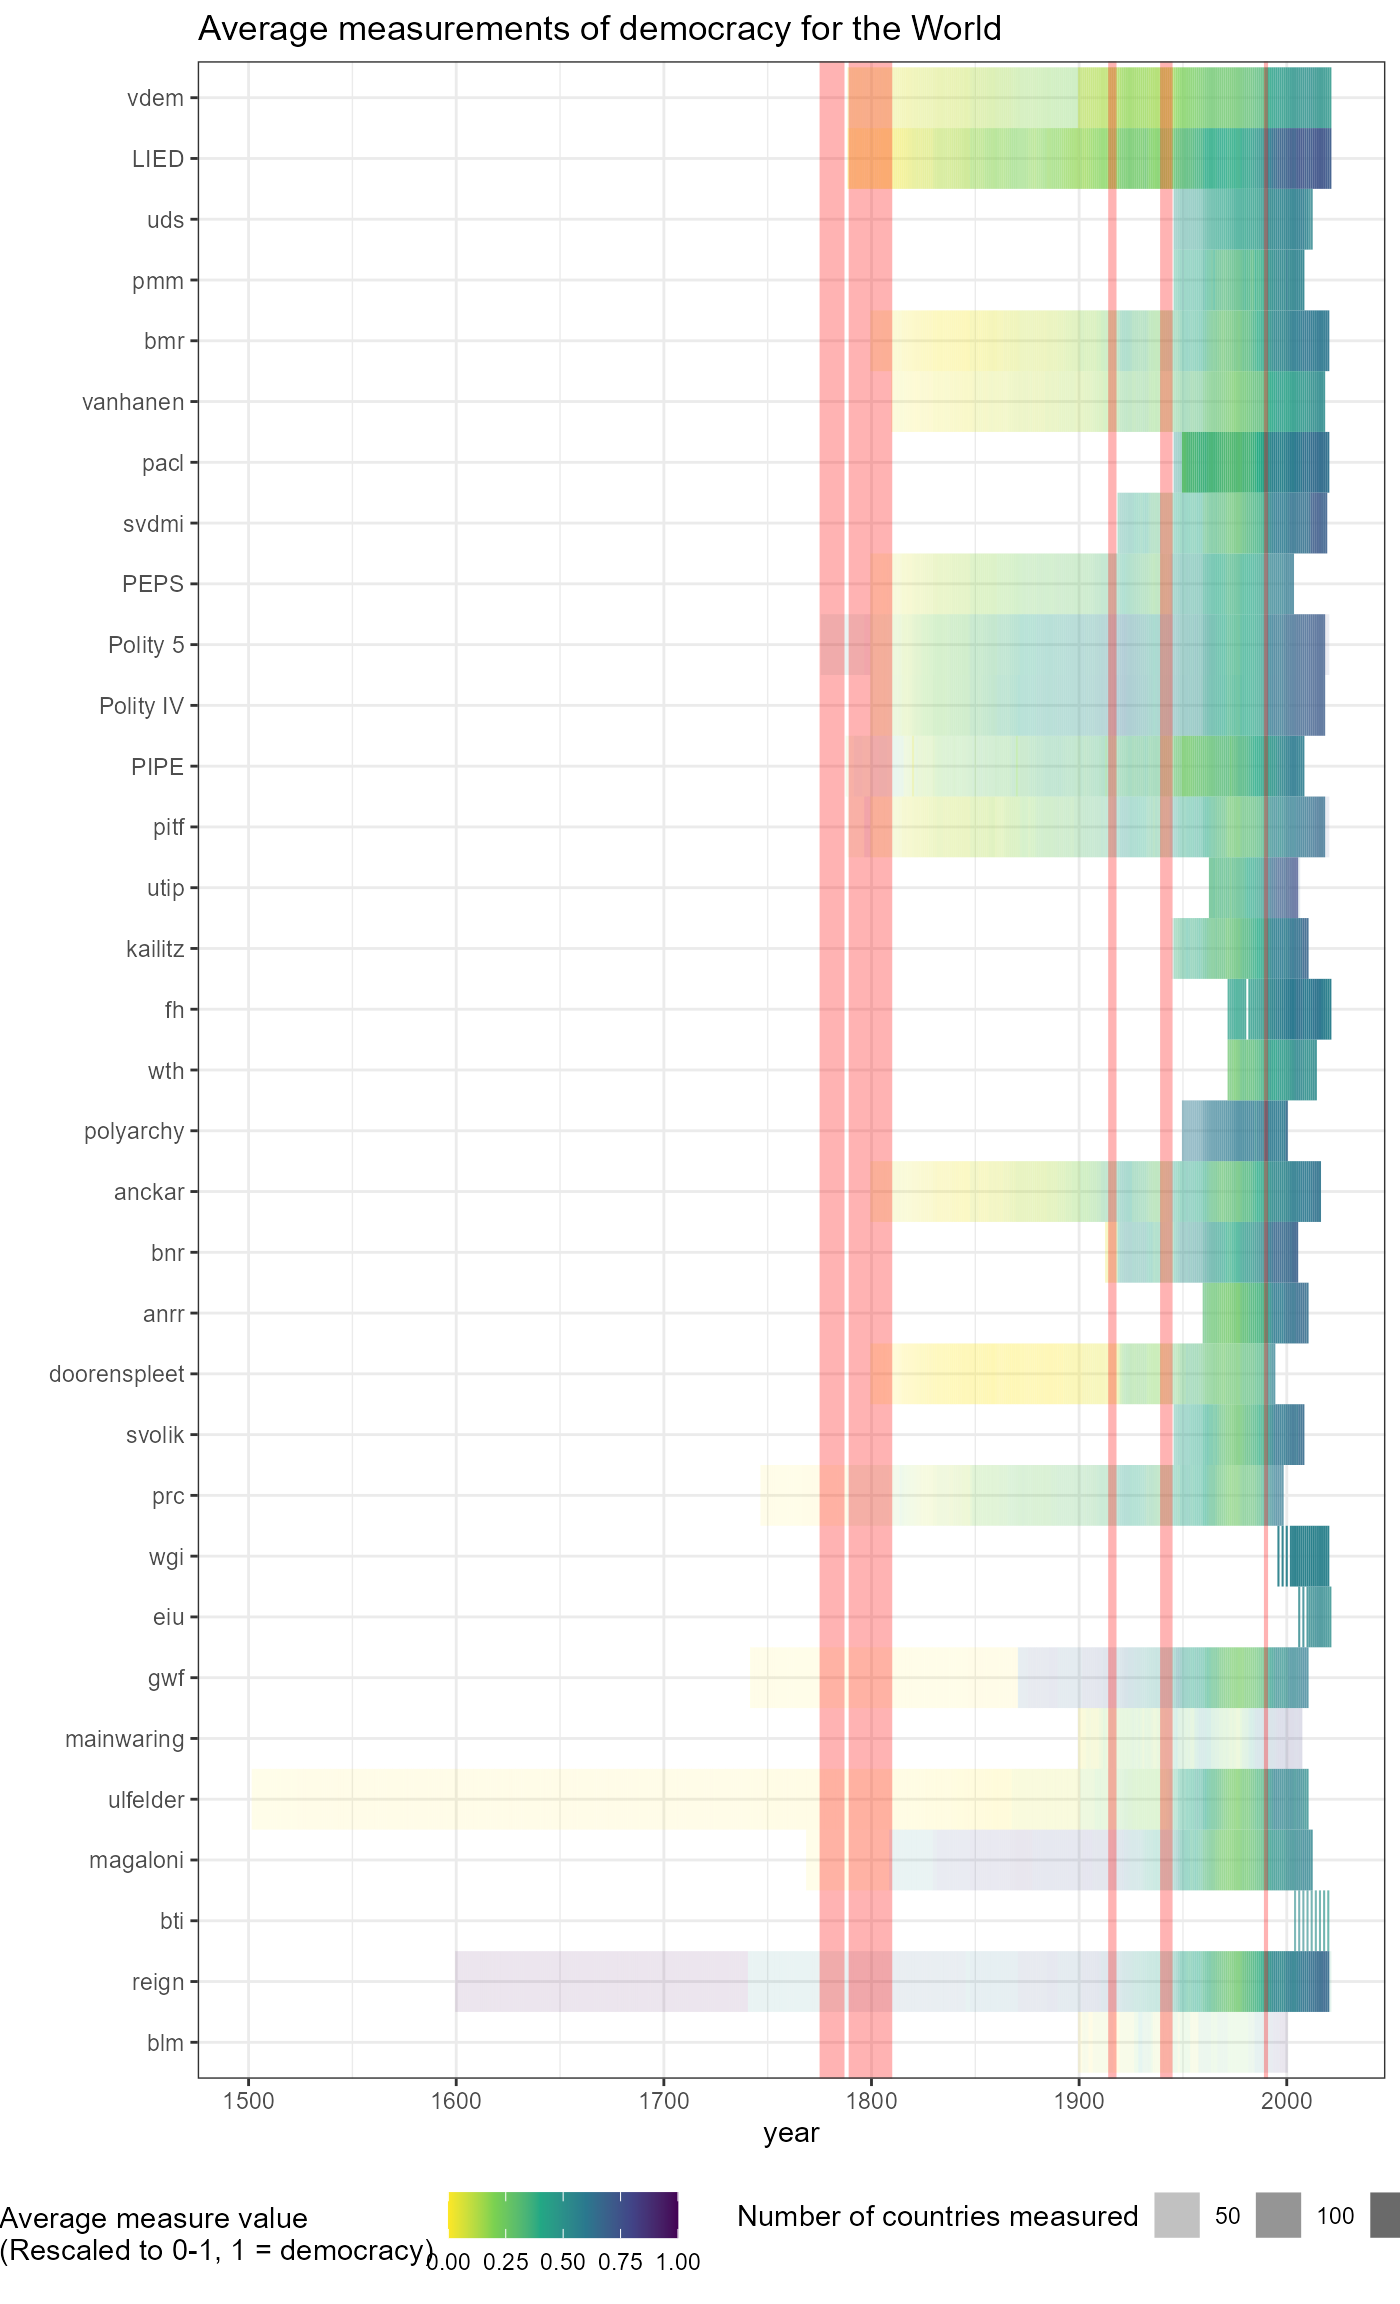 Average measurements of democracy for the World
vdem
LIED
uds
pmm
bmr
vanhanen
pacl
svdmi
PEPS
Polity 5
Polity IV
PIPE
pitf
utip
kailitz
fh
wth
polyarchy
anckar
bnr
anrr
doorenspleet
svolik
prc
wgi
eiu
gwf
mainwaring
ulfelder
magaloni
bti
reign
blm
1500 1600 1700 1800 1900 2000
year
Average measure value
(Rescaled to 0-1, 1 = democracy)
0.00 0.25 0.50 0.75 1.00
Number of countries measured 50 100